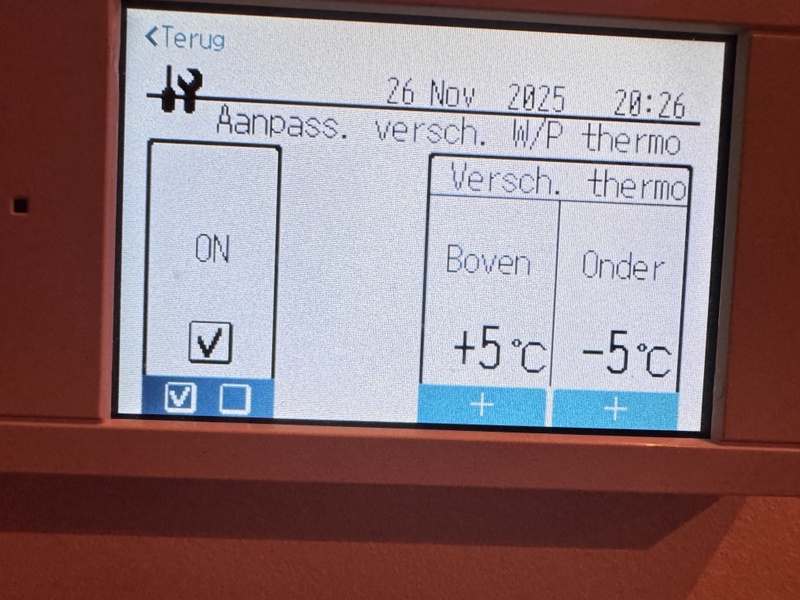 <Terug
26 Nov 2025 20:26
Aanpass. versch. W/P thermo
ON
Versch. thermo
Boven Onder
+5°C -5°C
+ +